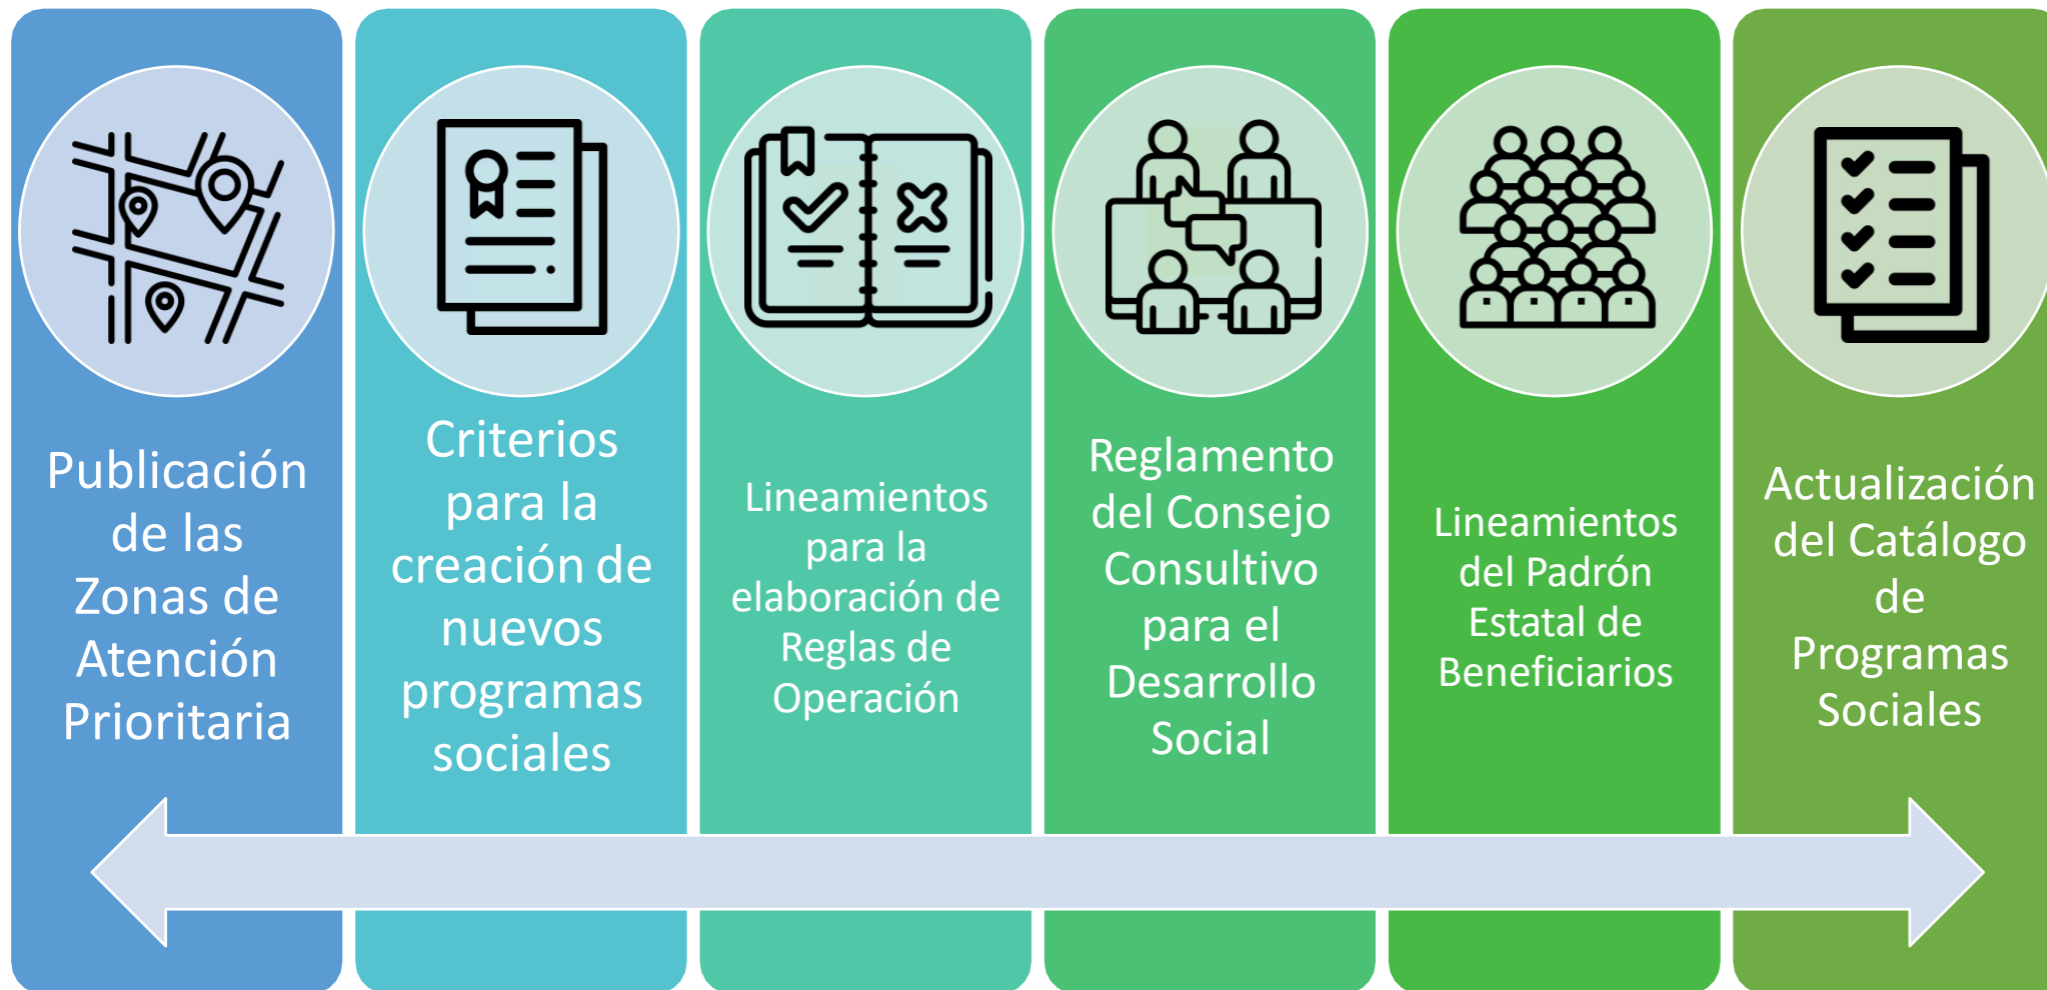 Publicación
de las
Zonas de
Atención
Prioritaria
Criterios
para la
creación de
nuevos
programas
sociales
Lineamientos
para la
elaboración de
Reglas de
Operación
Reglamento
del Consejo
Consultivo
para el
Desarrollo
Social
Lineamientos
del Padrón
Estatal de
Beneficiarios
Actualización
del Catálogo
de
Programas
Sociales